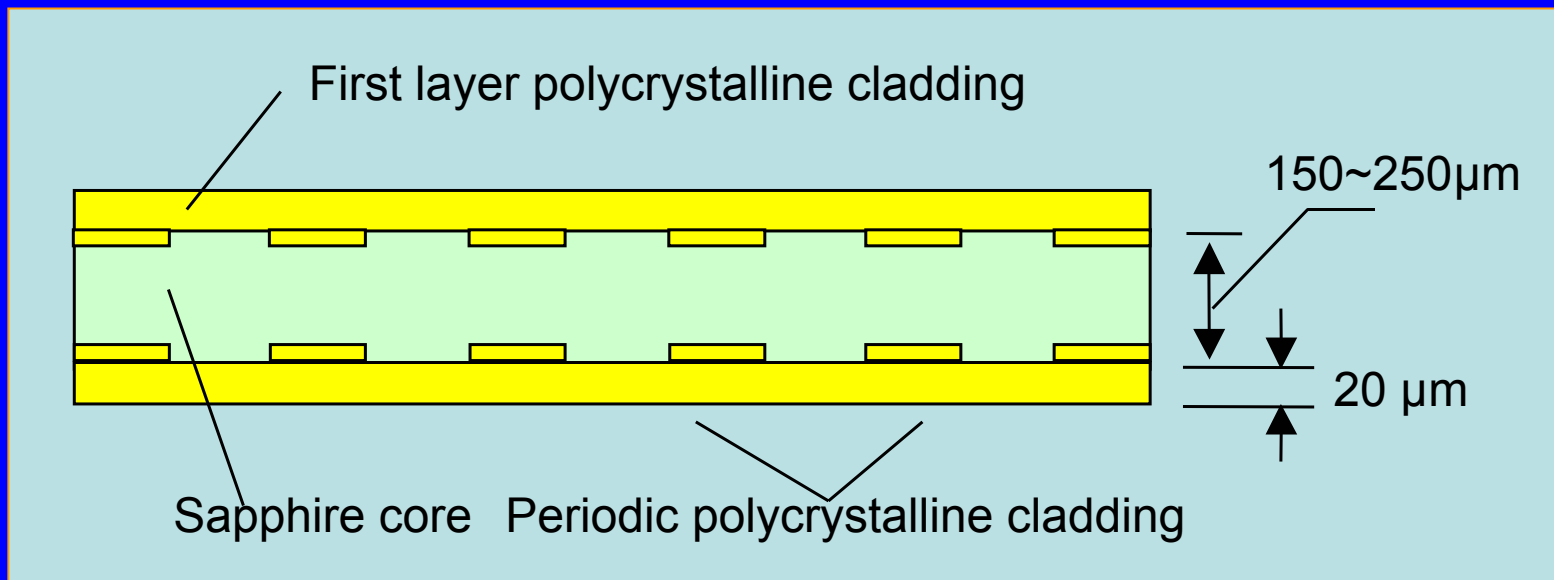 First layer polycrystalline cladding
150~250µm
20 µm
Sapphire core
Periodic polycrystalline cladding